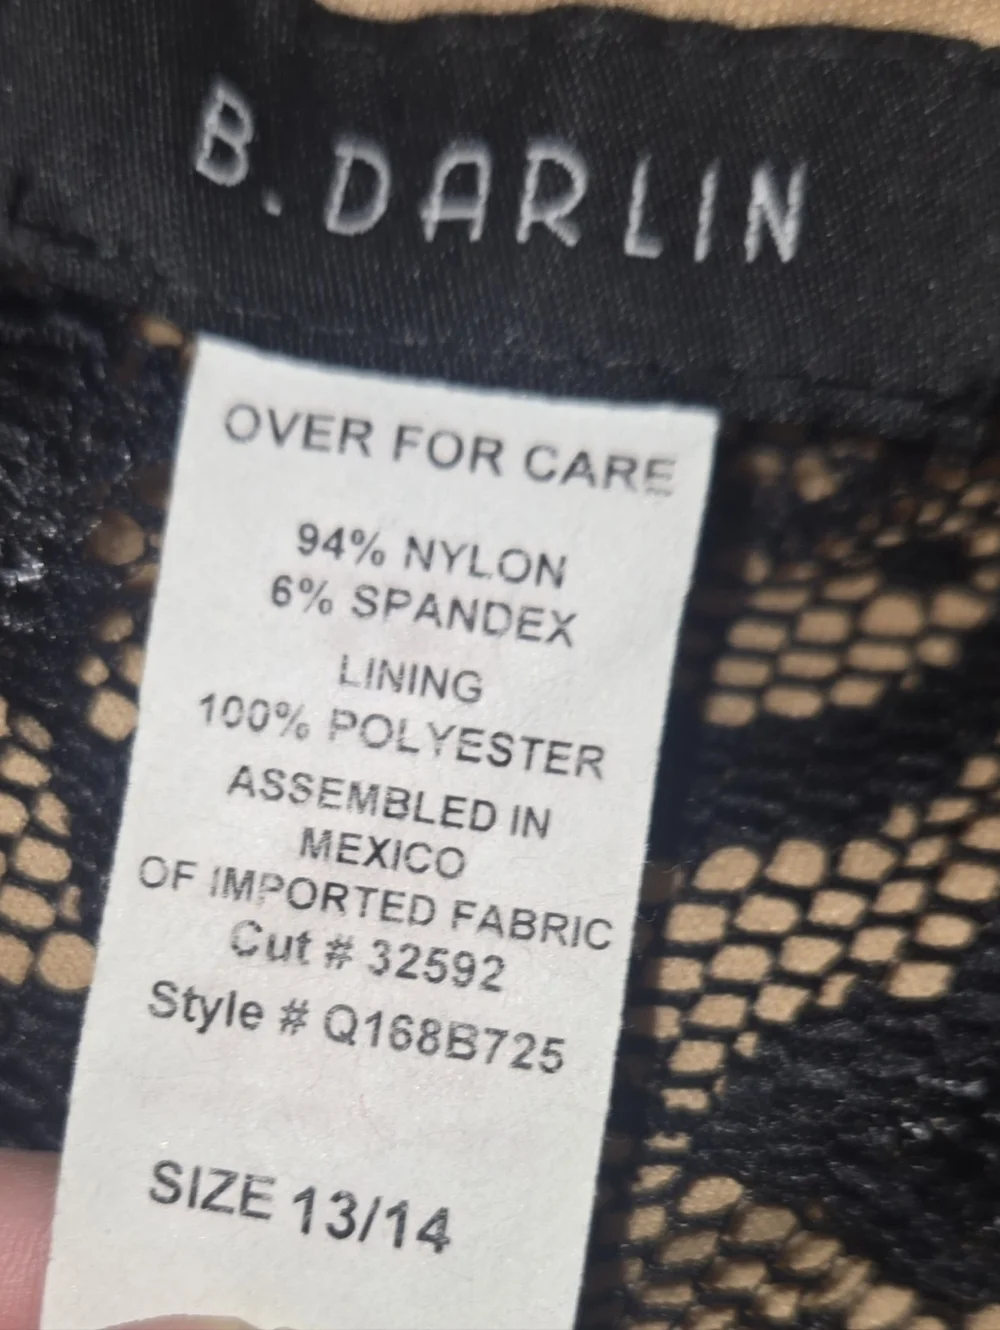 B. DARLIN
OVER FOR CARE
94% NYLON
6% SPANDEX
LINING
100% POLYESTER
ASSEMBLED IN
MEXICO
OF IMPORTED FABRIC
Cut # 32592
Style # Q168B725
SIZE 13/14